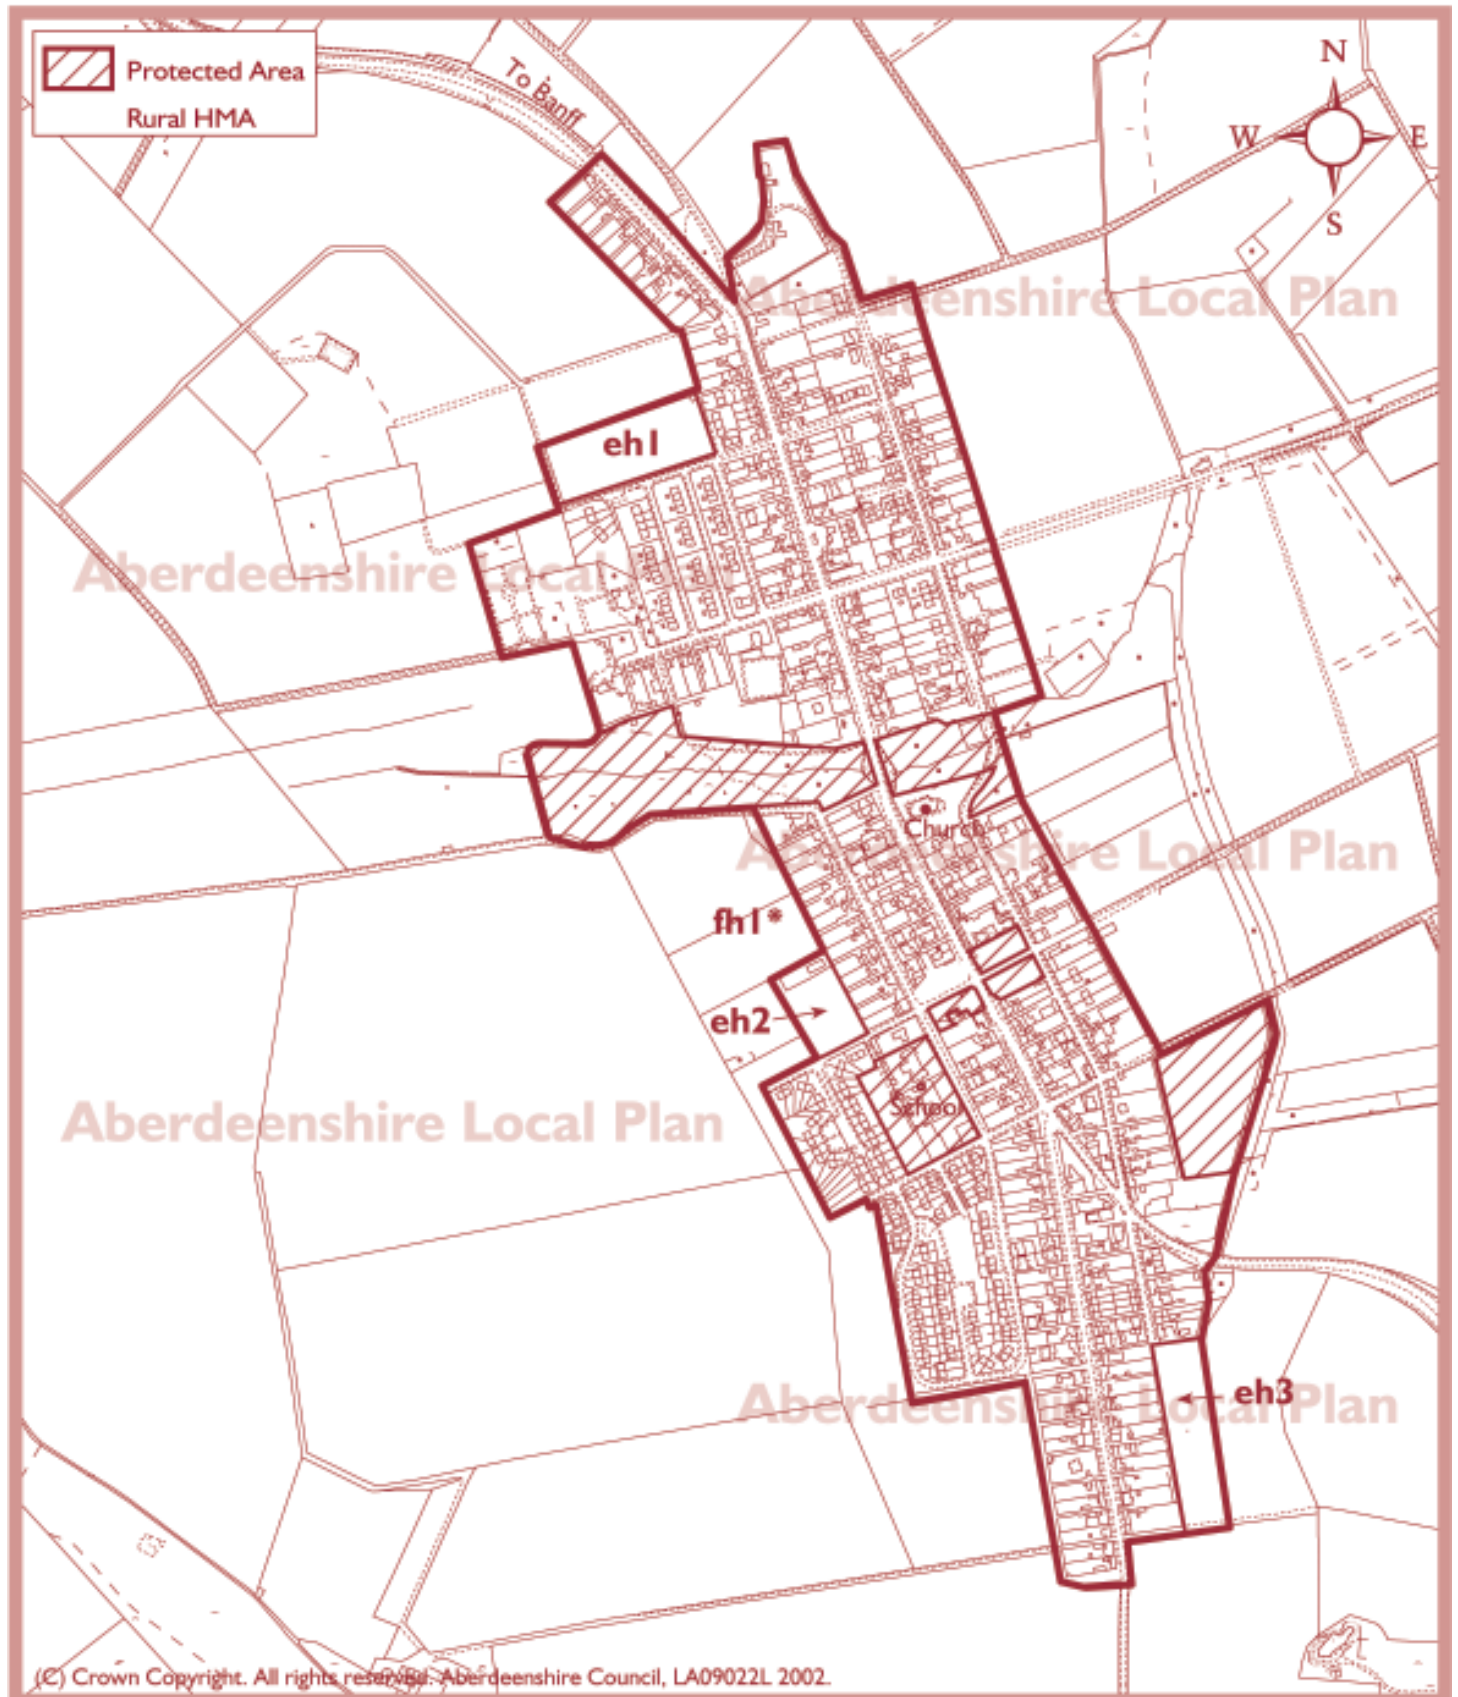 Protected Area
Rural HMA
To Banff
N
W
E
S
Aberdeenshire Local Plan
eh1
Aberdeenshire Local Plan
Church
Aberdeenshire Local Plan
fh1*
eh2
School
Aberdeenshire Local Plan
eh3
Aberdeenshire Local Plan
(C) Crown Copyright. All rights reserved. Aberdeenshire Council, LA09022L 2002.